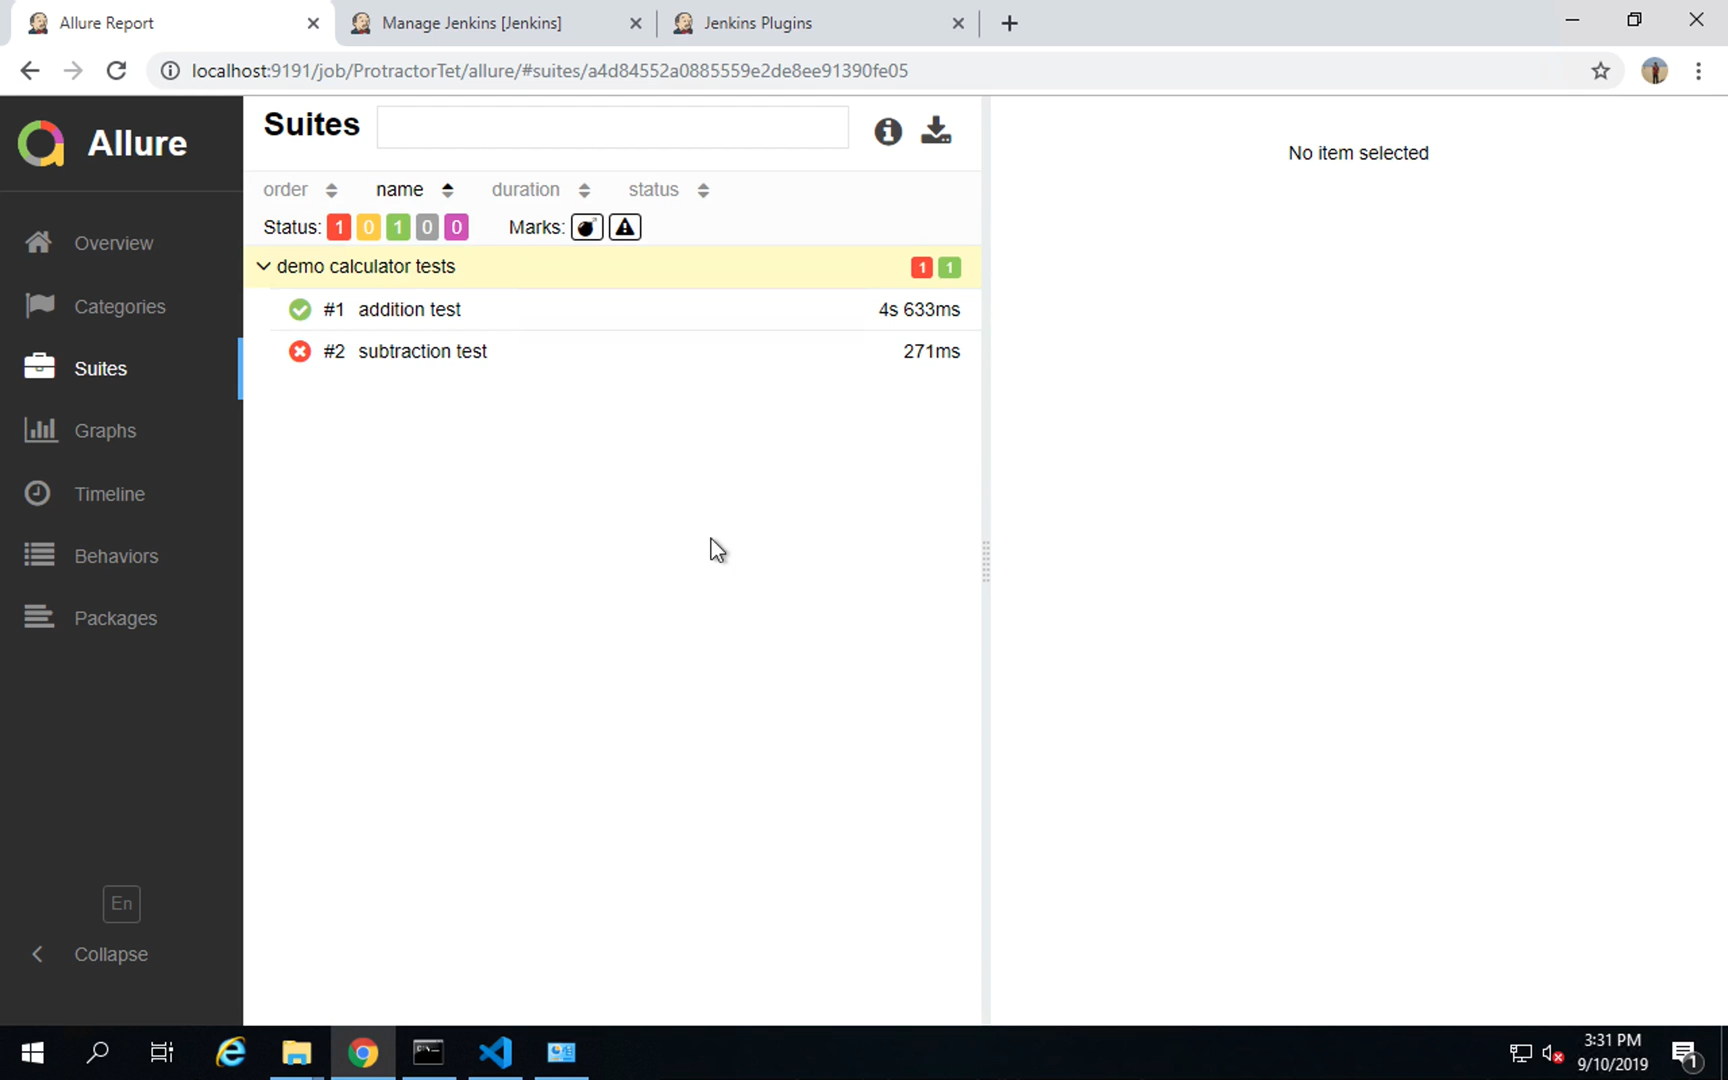 Allure Report
Manage Jenkins [Jenkins]
Jenkins Plugins
localhost:9191/job/ProtractorTet/allure/#suites/a4d84552a0885559e2de8ee91390fe05
Allure
Overview
Categories
Suites
Graphs
Timeline
Behaviors
Packages
En
Collapse
Suites
order name duration status
Status: 1 0 1 0 0 Marks:
demo calculator tests 1 1
#1 addition test 4s 633ms
#2 subtraction test 271ms
No item selected
3:31 PM
9/10/2019
1